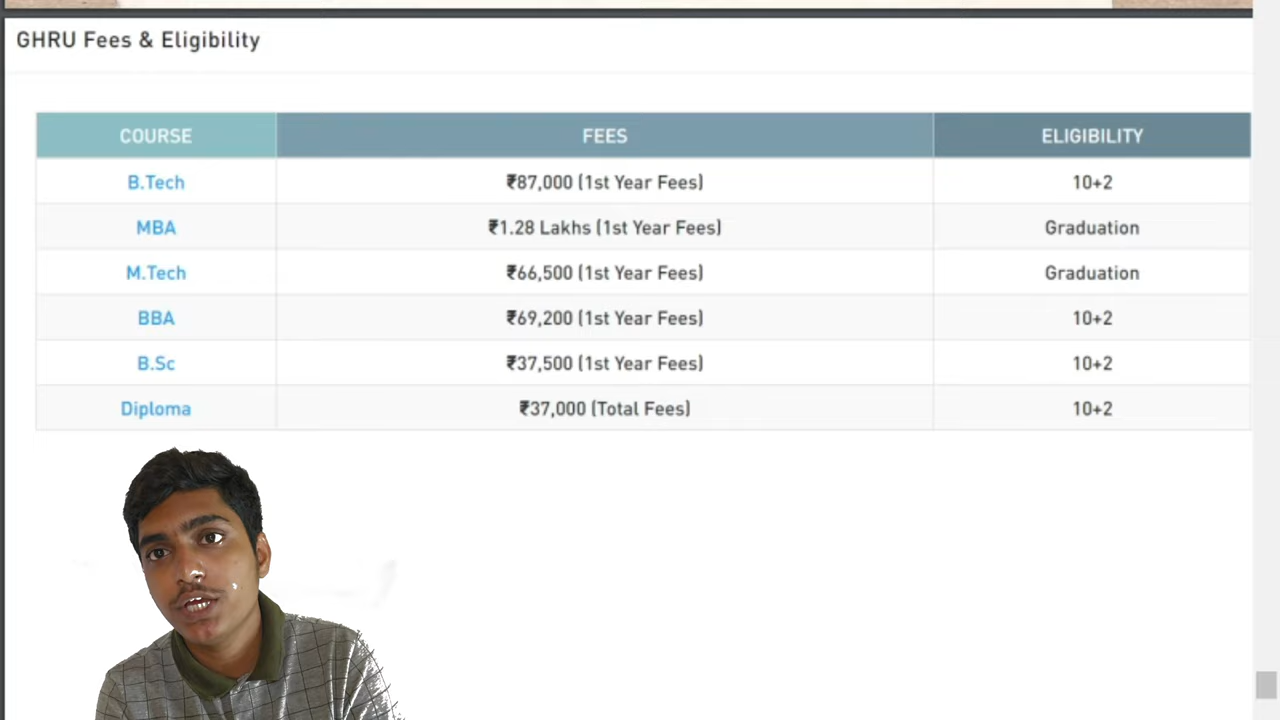 GHRU Fees & Eligibility
COURSE FEES ELIGIBILITY
B.Tech ₹87,000 (1st Year Fees) 10+2
MBA ₹1.28 Lakhs (1st Year Fees) Graduation
M.Tech ₹66,500 (1st Year Fees) Graduation
BBA ₹69,200 (1st Year Fees) 10+2
B.Sc ₹37,500 (1st Year Fees) 10+2
Diploma ₹37,000 (Total Fees) 10+2